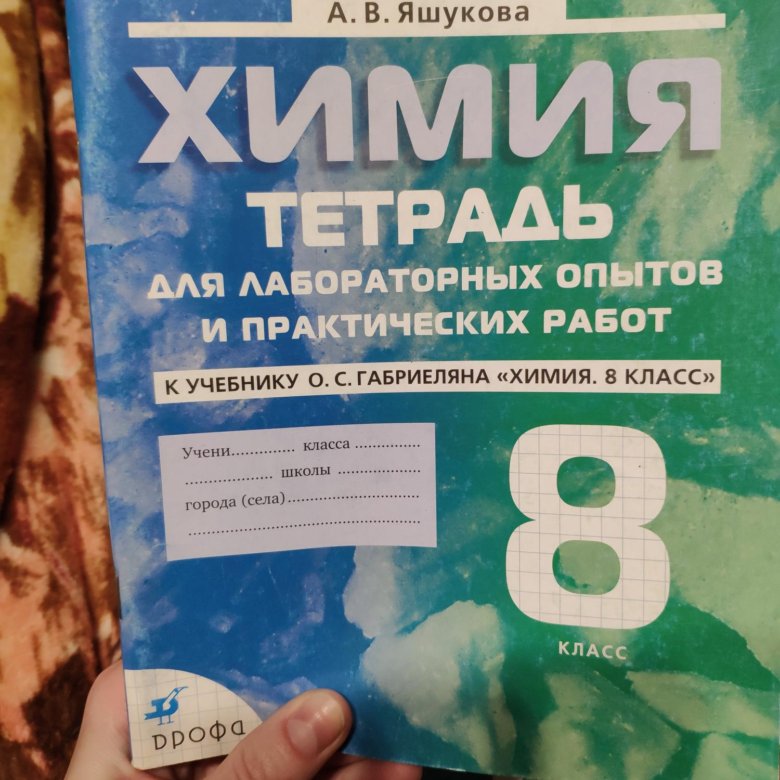 А. В. Яшукова
ХИМИЯ
ТЕТРАДЬ
ДЛЯ ЛАБОРАТОРНЫХ ОПЫТОВ
И ПРАКТИЧЕСКИХ РАБОТ
К УЧЕБНИКУ О. С. ГАБРИЕЛЯНА «ХИМИЯ. 8 КЛАСС»
Учени............... класса ...............
.................... школы ...................
города (села)..............................
....................................................
8
КЛАСС
дрофа